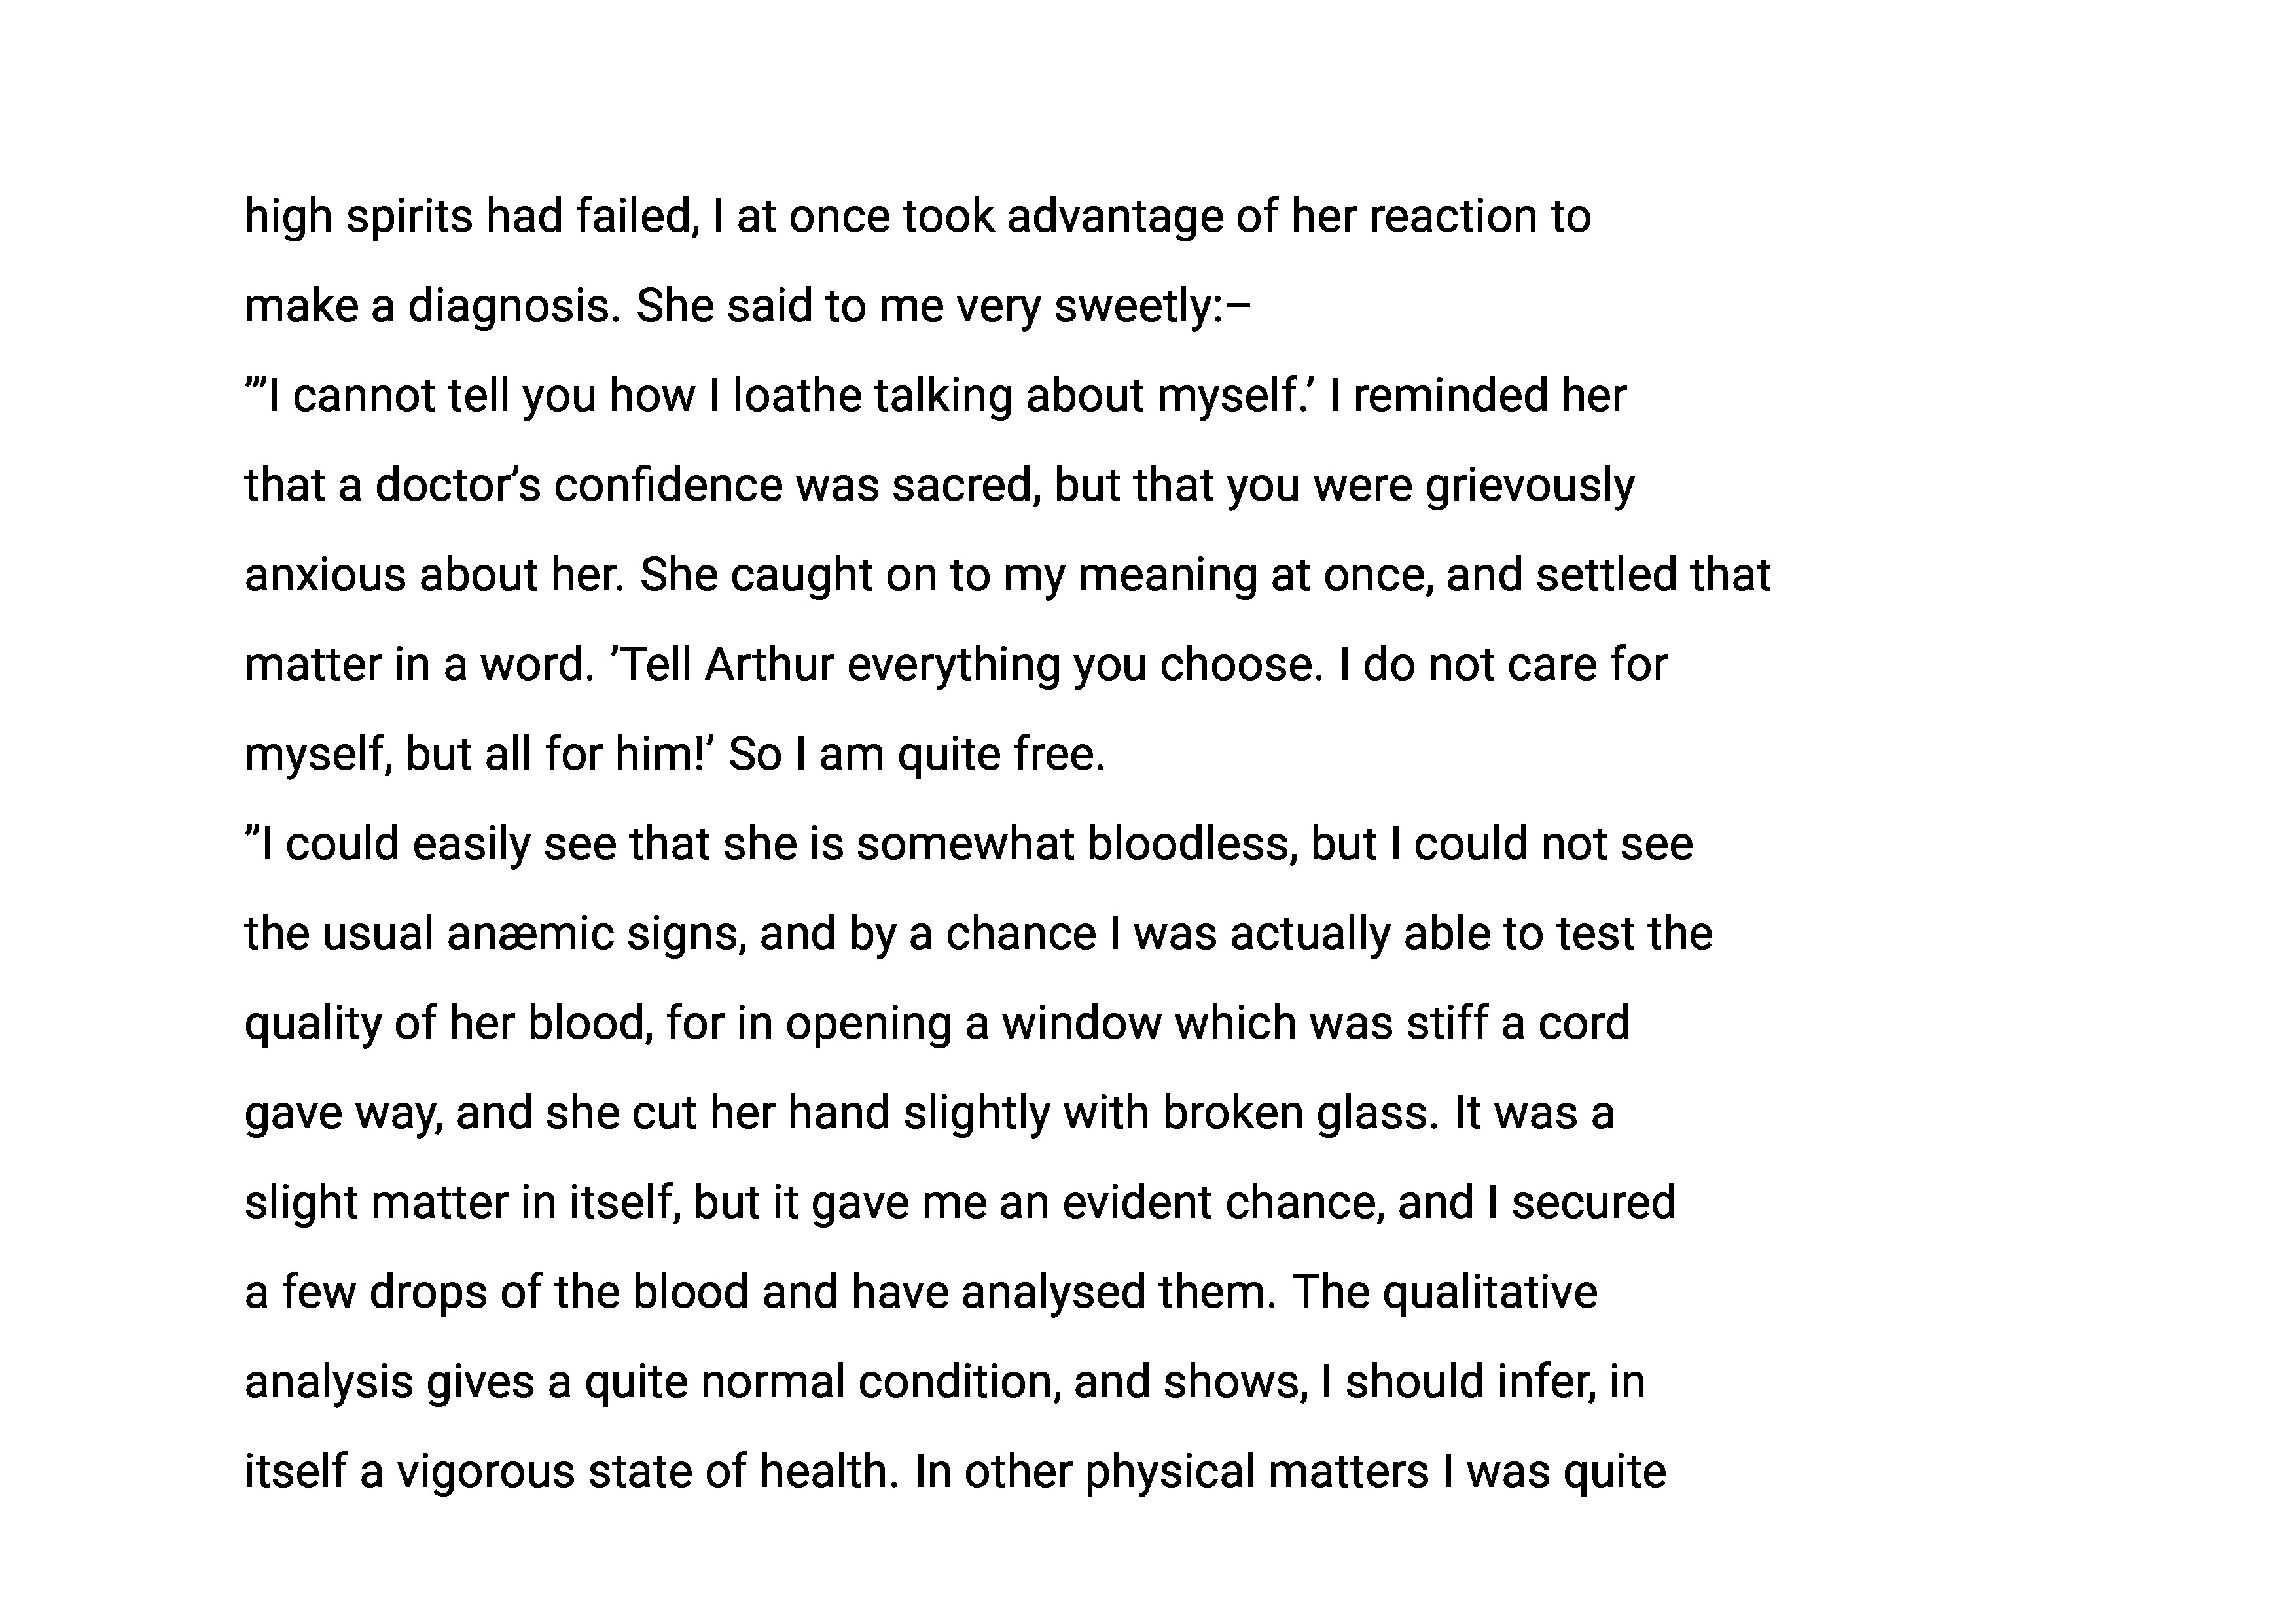 high spirits had failed, I at once took advantage of her reaction to
make a diagnosis. She said to me very sweetly:–
”’I cannot tell you how I loathe talking about myself.’ I reminded her
that a doctor’s confidence was sacred, but that you were grievously
anxious about her. She caught on to my meaning at once, and settled that
matter in a word. ’Tell Arthur everything you choose. I do not care for
myself, but all for him!’ So I am quite free.
”I could easily see that she is somewhat bloodless, but I could not see
the usual anæmic signs, and by a chance I was actually able to test the
quality of her blood, for in opening a window which was stiff a cord
gave way, and she cut her hand slightly with broken glass. It was a
slight matter in itself, but it gave me an evident chance, and I secured
a few drops of the blood and have analysed them. The qualitative
analysis gives a quite normal condition, and shows, I should infer, in
itself a vigorous state of health. In other physical matters I was quite